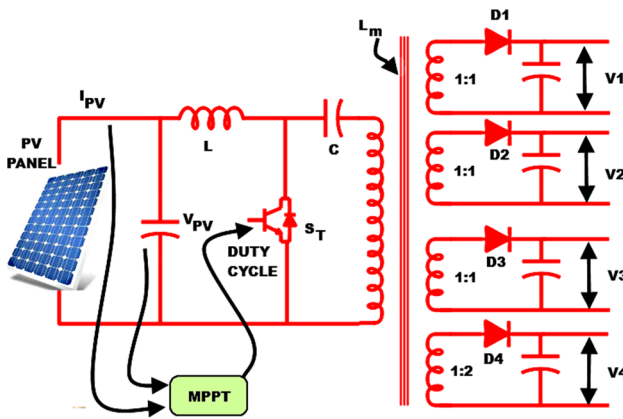 D1
Lm
1:1
V1
IPV
PV
PANEL
L
C
D2
1:1
V2
VPV
ST
DUTY
CYCLE
D3
1:1
V3
D4
1:2
V4
MPPT